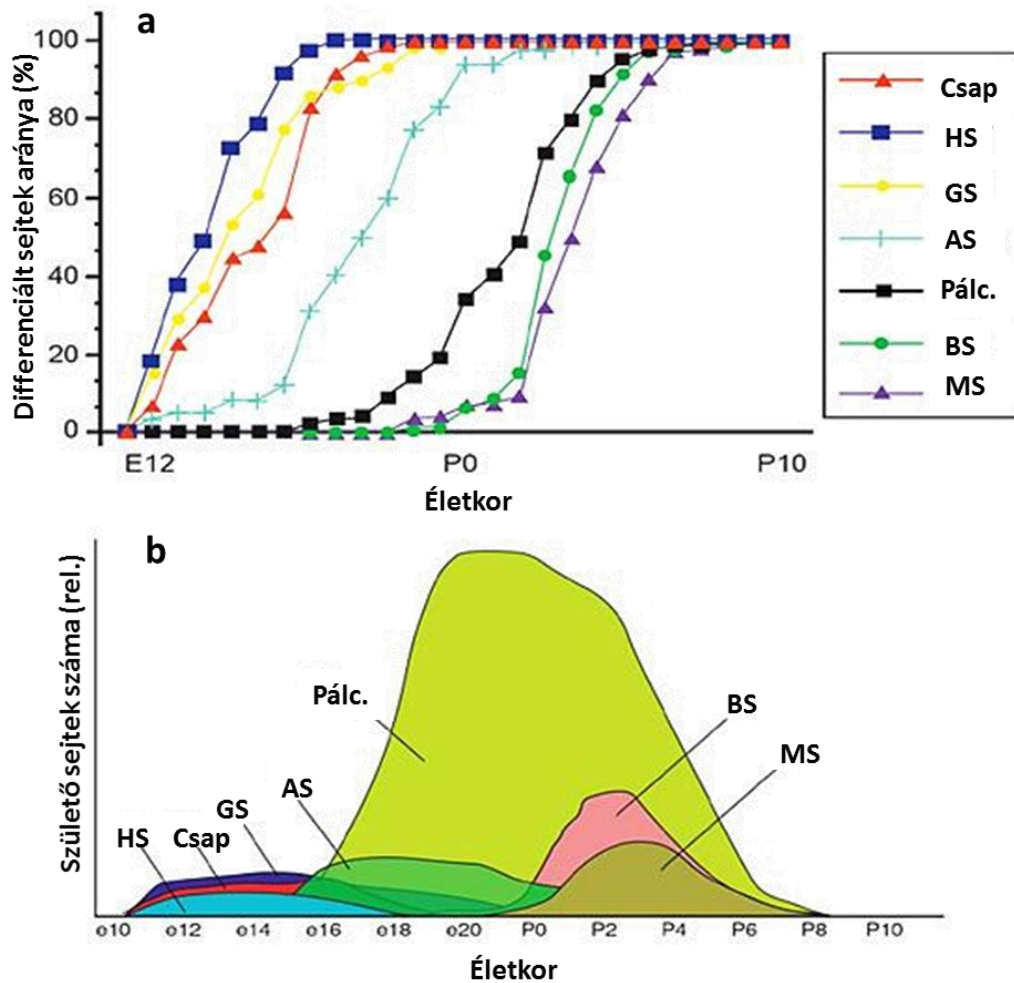 a
Differenciált sejtek aránya (%)
100
80
60
40
20
0
E12 P0 P10
Életkor
Csap
HS
GS
AS
Pálc.
BS
MS
b
Születő sejtek száma (rel.)
Pálc.
BS
MS
AS
GS
HS Csap
e10 e12 e14 e16 e18 e20 P0 P2 P4 P6 P8 P10
Életkor